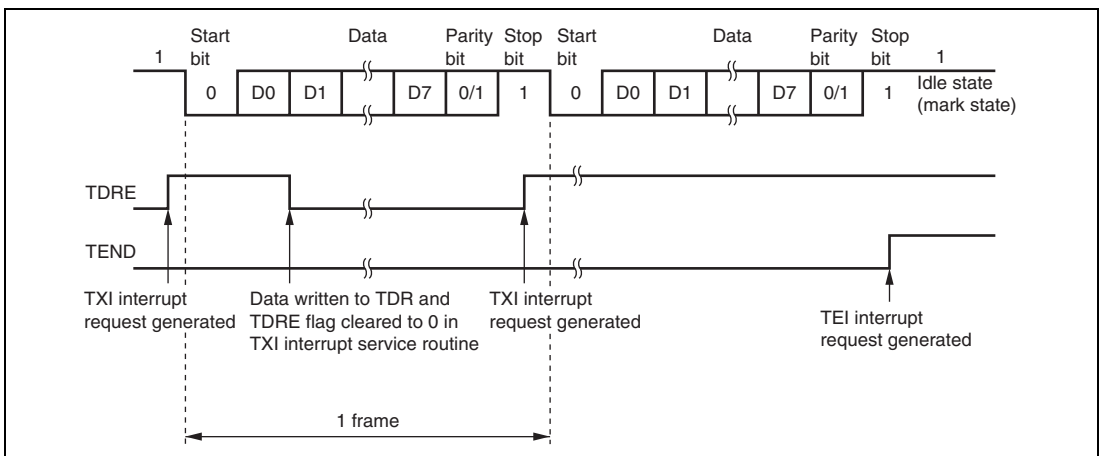 Start Data Parity Stop Start Data Parity Stop
1 bit bit bit bit bit bit 1
0 D0 D1 D7 0/1 1 0 D0 D1 D7 0/1 1 Idle state
(mark state)
TDRE
TEND
TXI interrupt
request generated
Data written to TDR and
TDRE flag cleared to 0 in
TXI interrupt service routine
TXI interrupt
request generated
TEI interrupt
request generated
1 frame